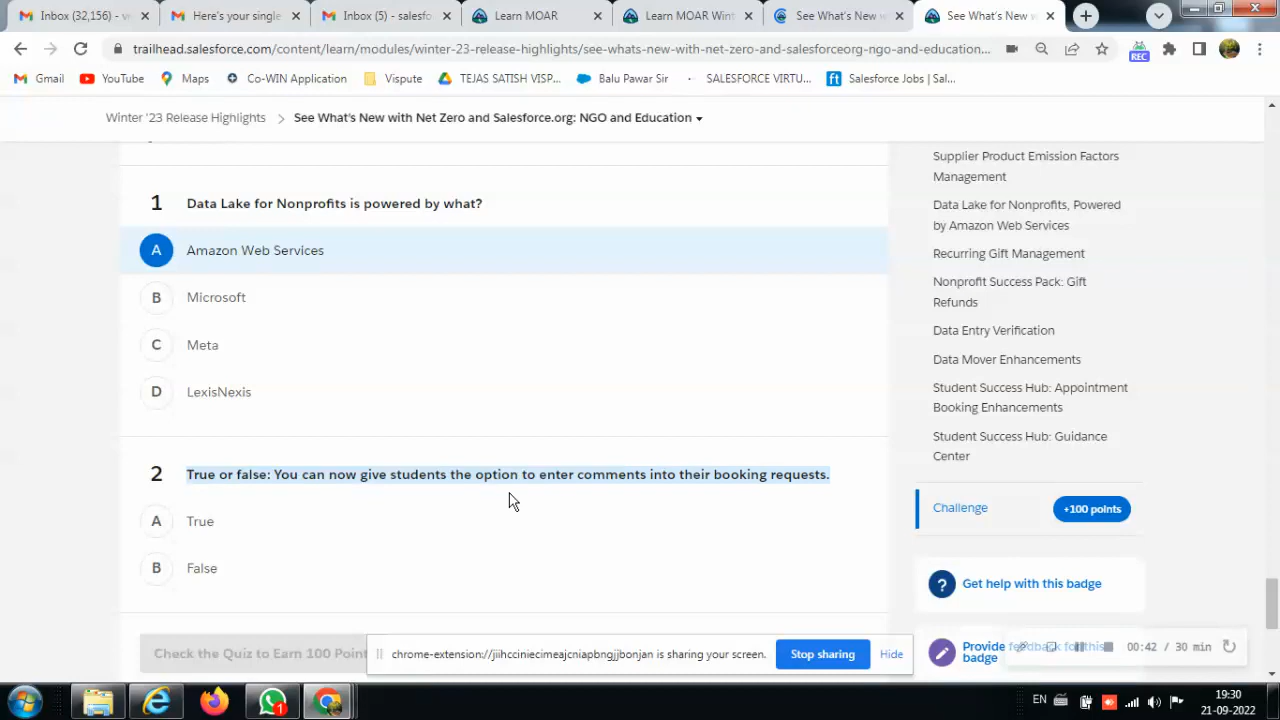 Inbox (32,156) - v
Here's your single
Inbox (5) - salesfo
Learn MOAR
Learn MOAR Wint
See What's New w
See What's New w
trailhead.salesforce.com/content/learn/modules/winter-23-release-highlights/see-whats-new-with-net-zero-and-salesforceorg-ngo-and-education...
REC
Gmail
YouTube
Maps
Co-WIN Application
Vispute
TEJAS SATISH VISP...
Balu Pawar Sir
SALESFORCE VIRTU...
Salesforce Jobs | Sal...
Winter '23 Release Highlights > See What's New with Net Zero and Salesforce.org: NGO and Education
1 Data Lake for Nonprofits is powered by what?
A Amazon Web Services
B Microsoft
C Meta
D LexisNexis
2 True or false: You can now give students the option to enter comments into their booking requests.
A True
B False
Check the Quiz to Earn 100 Point
Supplier Product Emission Factors
Management
Data Lake for Nonprofits, Powered
by Amazon Web Services
Recurring Gift Management
Nonprofit Success Pack: Gift
Refunds
Data Entry Verification
Data Mover Enhancements
Student Success Hub: Appointment
Booking Enhancements
Student Success Hub: Guidance
Center
Challenge +100 points
? Get help with this badge
Provide feedback for this
badge
00:42 / 30 min
chrome-extension://jiihcciniecimeajcniapbngjjbonjan is sharing your screen.
Stop sharing
Hide
EN
19:30
21-09-2022